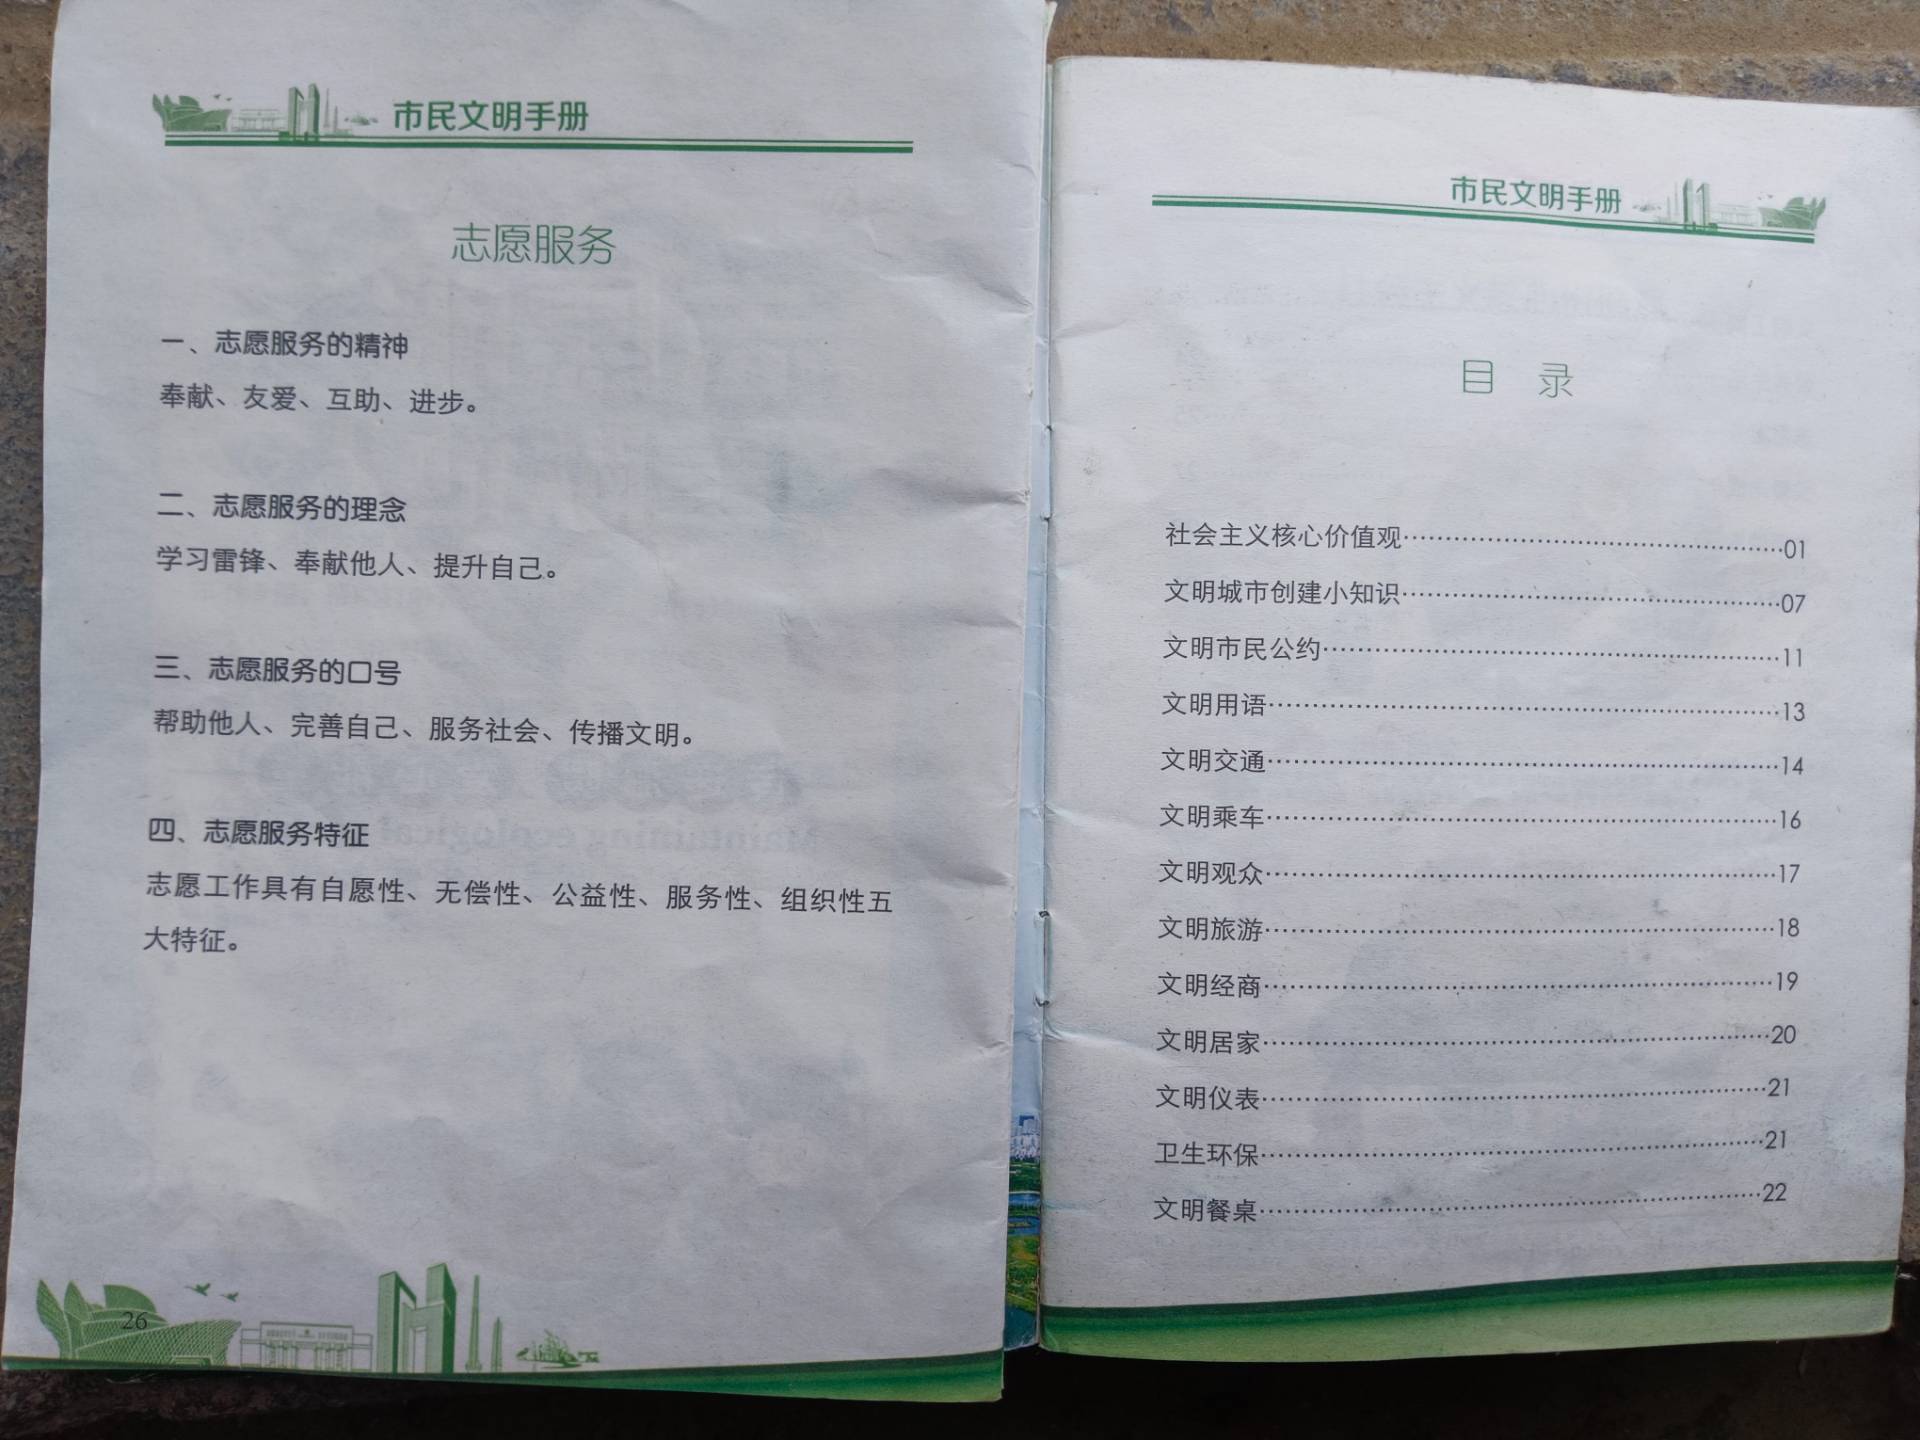 市民文明手册
志愿服务
一、志愿服务的精神
奉献、友爱、互助、进步。
二、志愿服务的理念
学习雷锋、奉献他人、提升自己。
三、志愿服务的口号
帮助他人、完善自己、服务社会、传播文明。
四、志愿服务特征
志愿工作具有自愿性、无偿性、公益性、服务性、组织性五
大特征。
26
市民文明手册
目 录
社会主义核心价值观……………………………………01
文明城市创建小知识……………………………………07
文明市民公约……………………………………………11
文明用语…………………………………………………13
文明交通…………………………………………………14
文明乘车…………………………………………………16
文明观众…………………………………………………17
文明旅游…………………………………………………18
文明经商…………………………………………………19
文明居家…………………………………………………20
文明仪表…………………………………………………21
卫生环保…………………………………………………21
文明餐桌…………………………………………………22